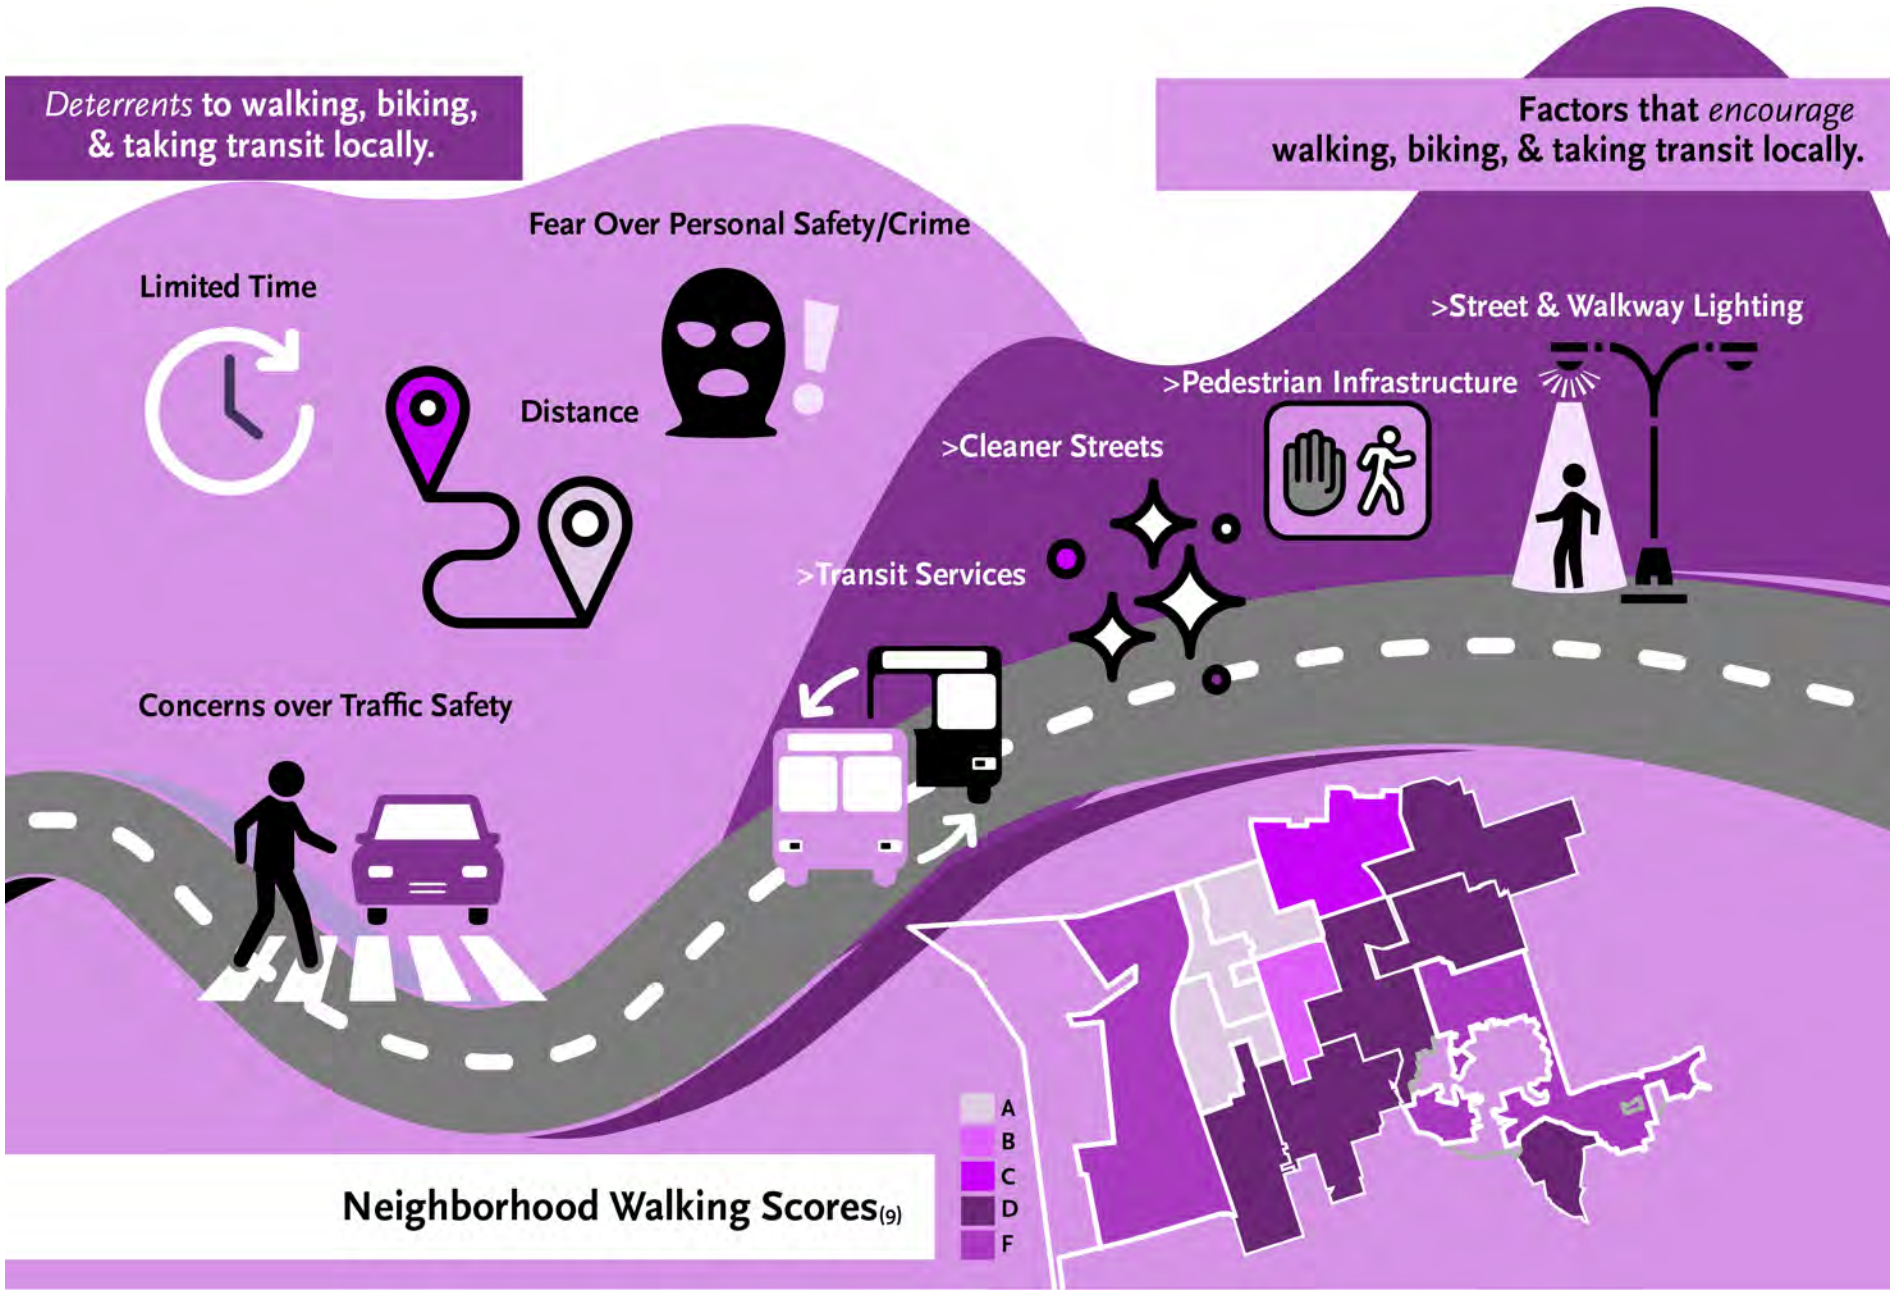 Deterrents to walking, biking,
& taking transit locally.
Factors that encourage
walking, biking, & taking transit locally.
Fear Over Personal Safety/Crime
Limited Time
Distance
Concerns over Traffic Safety
>Street & Walkway Lighting
>Pedestrian Infrastructure
>Cleaner Streets
>Transit Services
Neighborhood Walking Scores(9)
A
B
C
D
F